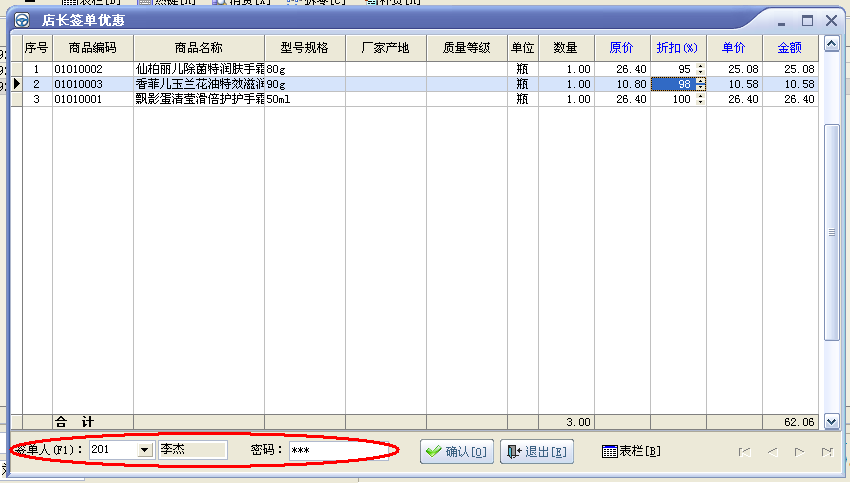 店长签单优惠
序号 商品编码 商品名称 型号规格 厂家产地 质量等级 单位 数量 原价 折扣(%) 单价 金额
1 01010002 仙柏丽儿除菌特润肤手霜 80g 瓶 1.00 26.40 95 25.08 25.08
2 01010003 香菲儿玉兰花油特效滋润 90g 瓶 1.00 10.80 98 10.58 10.58
3 01010001 飘影蛋清莹滑倍护护手霜 50ml 瓶 1.00 26.40 100 26.40 26.40
合 计 3.00 62.06
签单人(F1): 201 李杰 密码: *** 确认[O] 退出[E] 表栏[B]